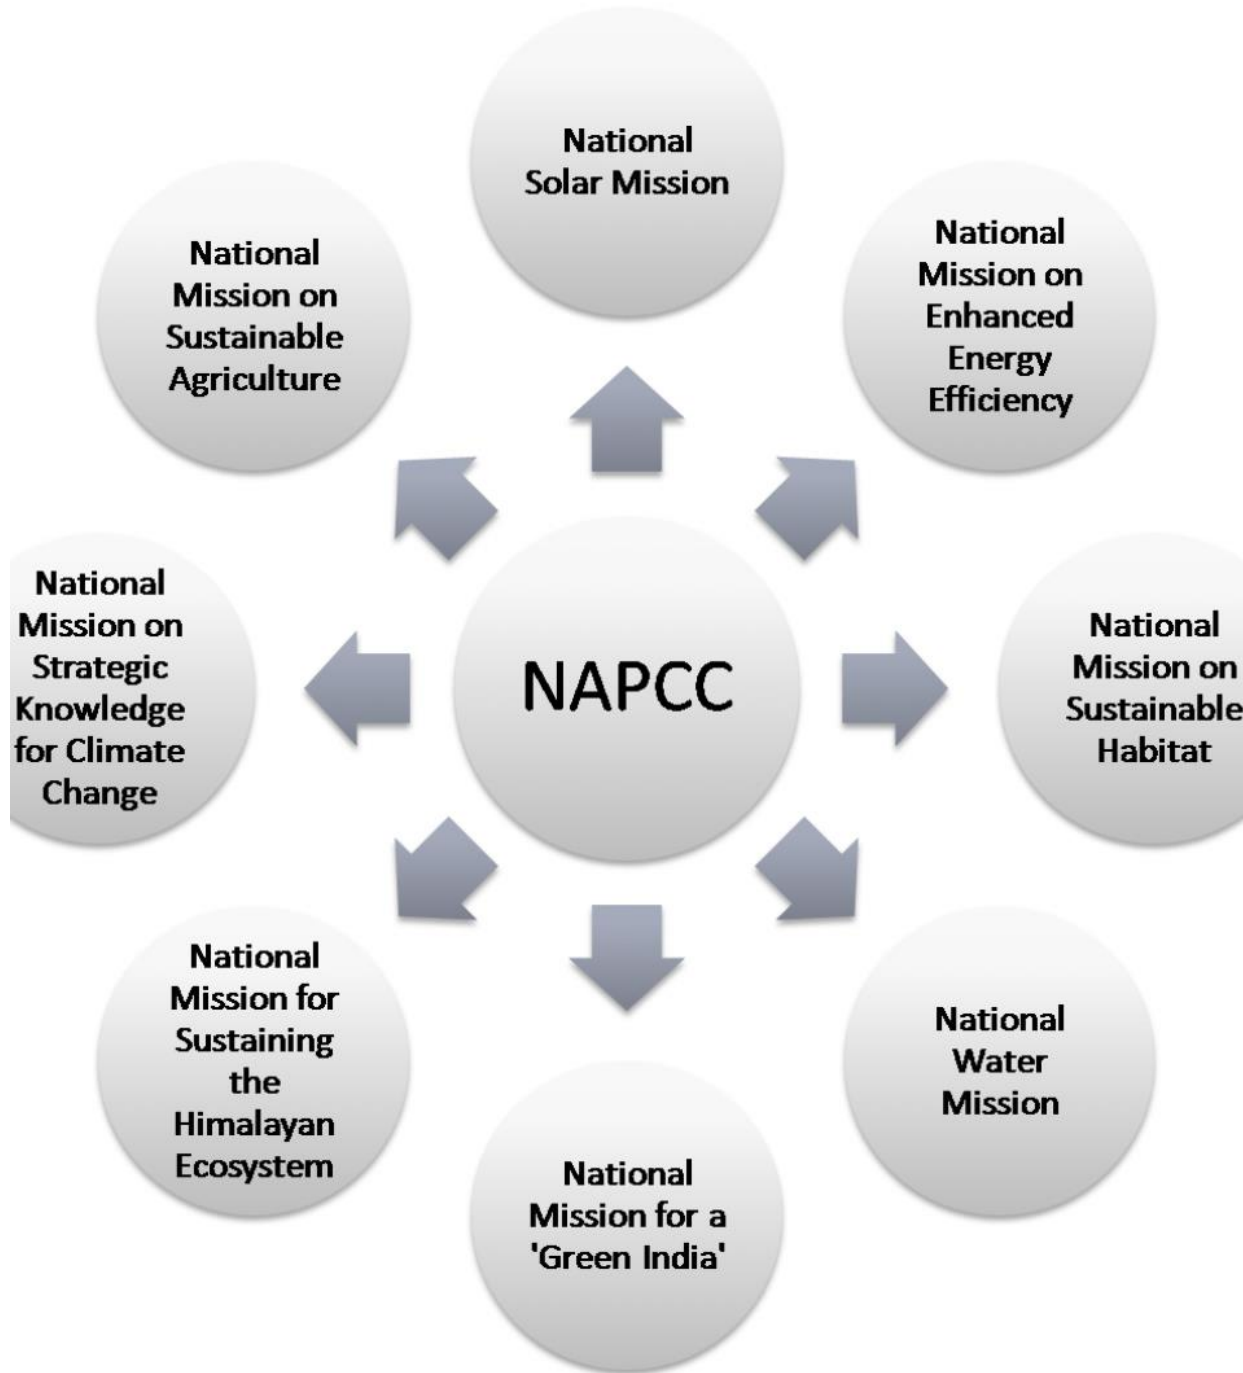 National
Solar Mission
National
Mission on
Enhanced
Energy
Efficiency
National
Mission on
Sustainable
Habitat
National
Water
Mission
National
Mission for a
'Green India'
National
Mission for
Sustaining
the
Himalayan
Ecosystem
National
Mission on
Strategic
Knowledge
for Climate
Change
National
Mission on
Sustainable
Agriculture
NAPCC